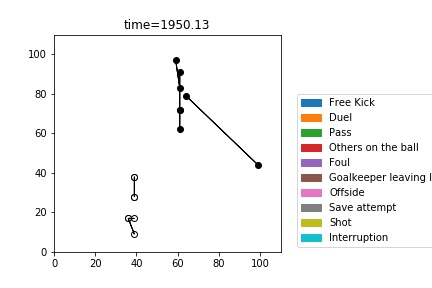 time=1950.13
100
80
60
40
20
0
0 20 40 60 80 100
Free Kick
Duel
Pass
Others on the ball
Foul
Goalkeeper leaving l
Offside
Save attempt
Shot
Interruption